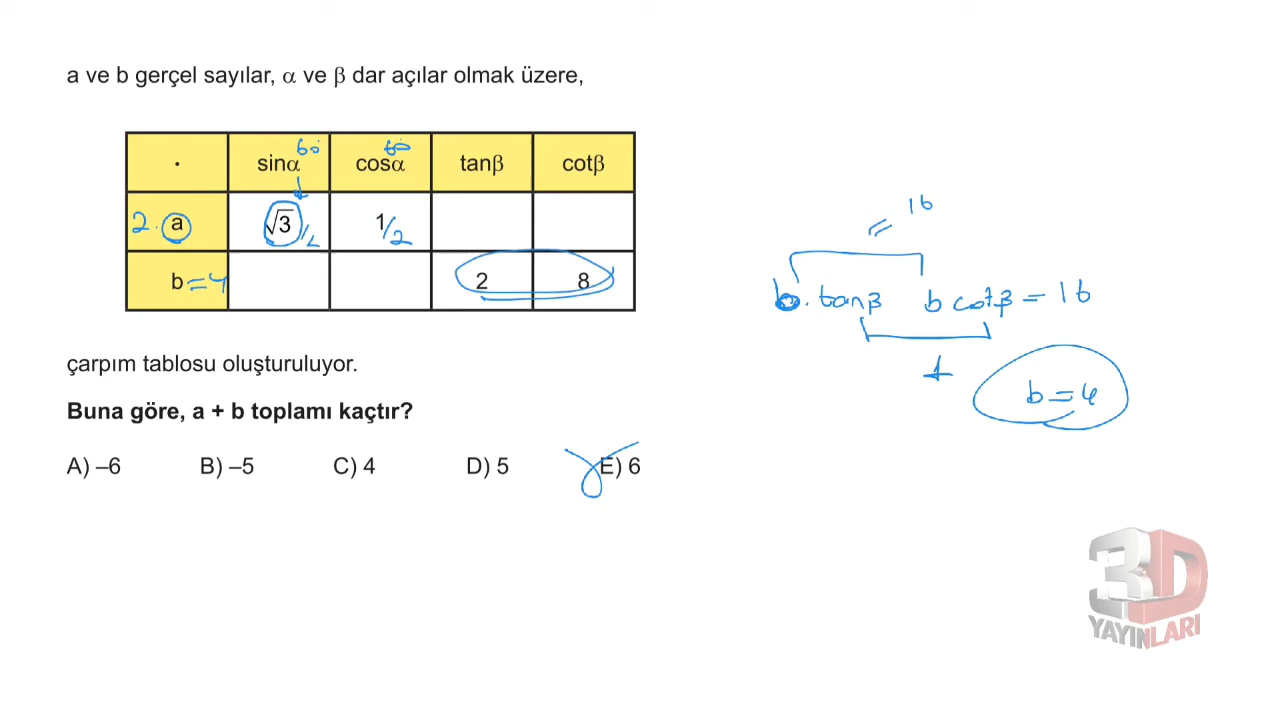 a ve b gerçel sayılar, α ve β dar açılar olmak üzere,
60° 60
· sinα cosα tanβ cotβ
2. a √3/2 1/2
b = 4 2 8
çarpım tablosu oluşturuluyor.
Buna göre, a + b toplamı kaçtır?
A) –6 B) –5 C) 4 D) 5 E) 6
= 16
b. tanβ b cotβ = 16
1
b = 4
3D
YAYINLARI